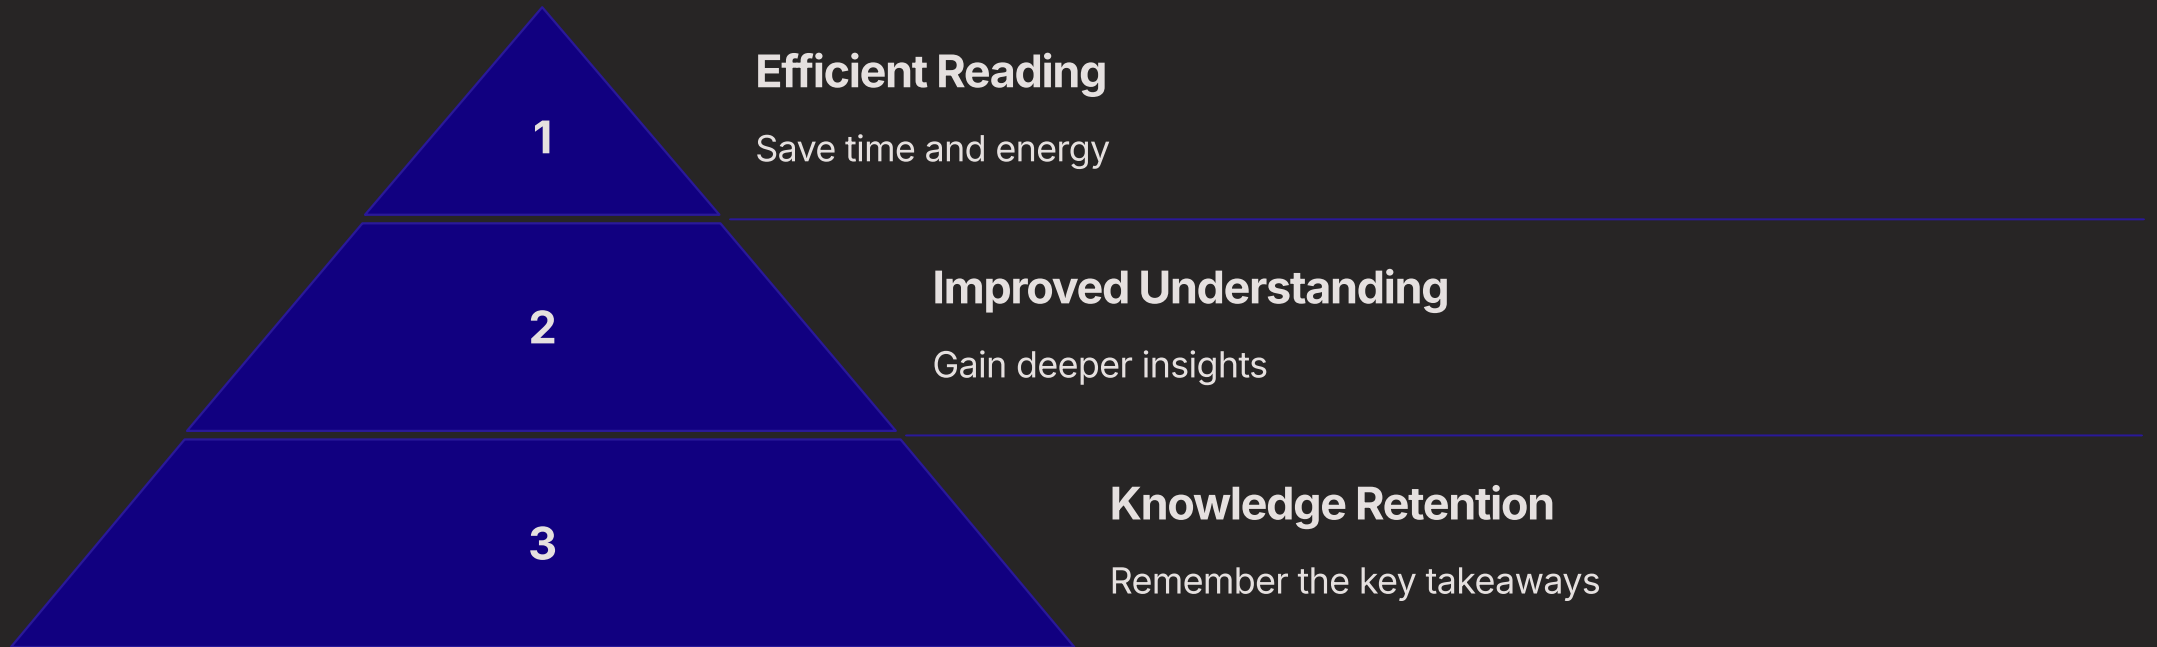 1
Efficient Reading
Save time and energy
2
Improved Understanding
Gain deeper insights
3
Knowledge Retention
Remember the key takeaways